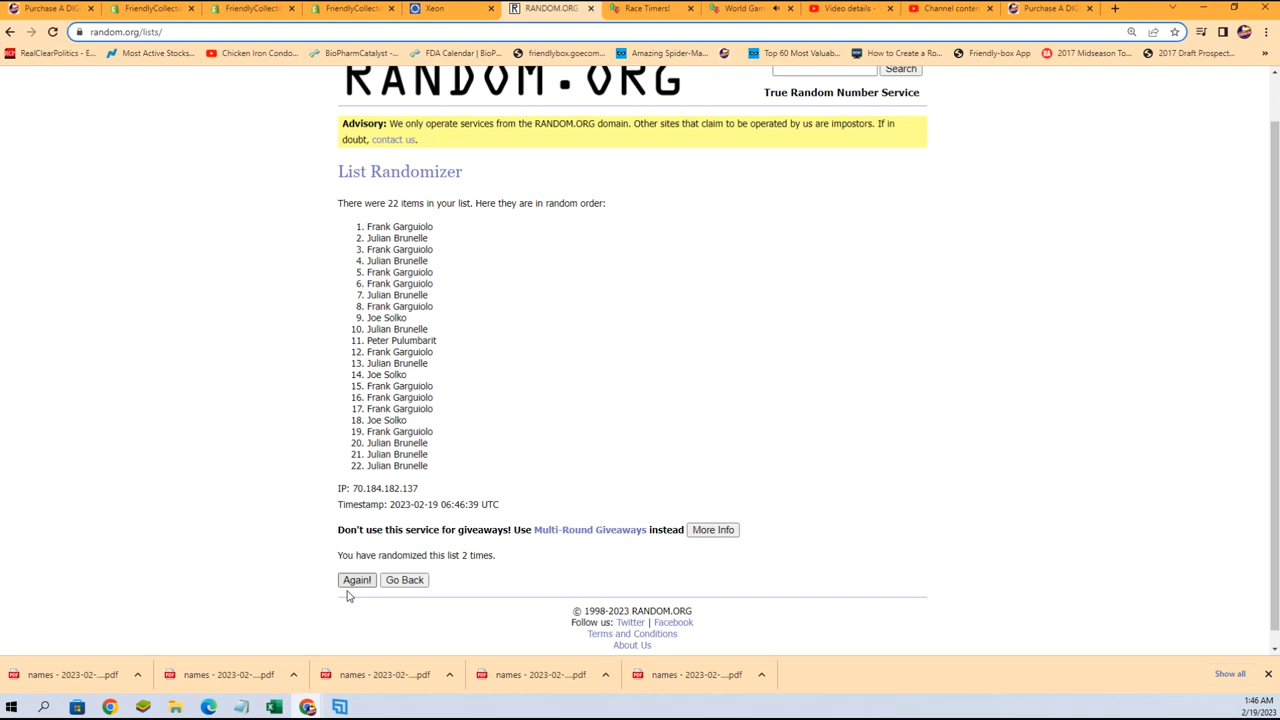 Purchase A DIG
FriendlyCollecti
FriendlyCollecti
FriendlyCollecti
Xeon
RANDOM.ORG
Race Timers!
World Gam
Video details -
Channel conten
Purchase A DIG
random.org/lists/
RealClearPolitics - E...
Most Active Stocks...
Chicken Iron Condo...
BioPharmCatalyst -...
FDA Calendar | BioP...
friendlybox.goecom...
Amazing Spider-Ma...
Top 60 Most Valuab...
How to Create a Ro...
Friendly-box App
2017 Midseason To...
2017 Draft Prospect...
RANDOM.ORG
Search
True Random Number Service
Advisory: We only operate services from the RANDOM.ORG domain. Other sites that claim to be operated by us are impostors. If in
doubt, contact us.
List Randomizer
There were 22 items in your list. Here they are in random order:
1. Frank Garguiolo
2. Julian Brunelle
3. Frank Garguiolo
4. Julian Brunelle
5. Frank Garguiolo
6. Frank Garguiolo
7. Julian Brunelle
8. Frank Garguiolo
9. Joe Solko
10. Julian Brunelle
11. Peter Pulumbarit
12. Frank Garguiolo
13. Julian Brunelle
14. Joe Solko
15. Frank Garguiolo
16. Frank Garguiolo
17. Frank Garguiolo
18. Joe Solko
19. Frank Garguiolo
20. Julian Brunelle
21. Julian Brunelle
22. Julian Brunelle
IP: 70.184.182.137
Timestamp: 2023-02-19 06:46:39 UTC
Don't use this service for giveaways! Use Multi-Round Giveaways instead More Info
You have randomized this list 2 times.
Again! Go Back
© 1998-2023 RANDOM.ORG
Follow us: Twitter | Facebook
Terms and Conditions
About Us
names - 2023-02-....pdf
names - 2023-02-....pdf
names - 2023-02-....pdf
names - 2023-02-....pdf
names - 2023-02-....pdf
Show all
1:46 AM
2/19/2023